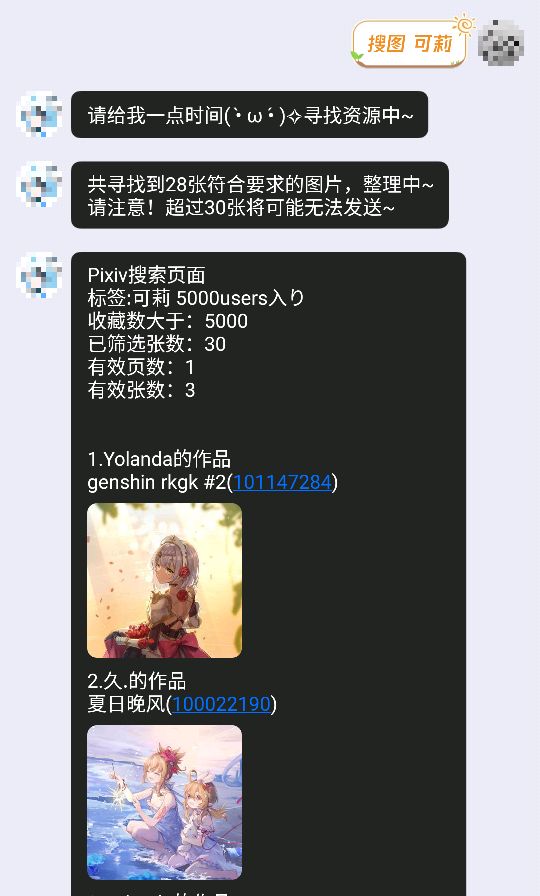 搜图 可莉
请给我一点时间(•̀ω•́)✧寻找资源中~
共寻找到28张符合要求的图片，整理中~
请注意！超过30张将可能无法发送~
Pixiv搜索页面
标签:可莉 5000users入り
收藏数大于：5000
已筛选张数：30
有效页数：1
有效张数：3
1.Yolanda的作品
genshin rkgk #2(101147284)
2.久.的作品
夏日晚风(100022190)